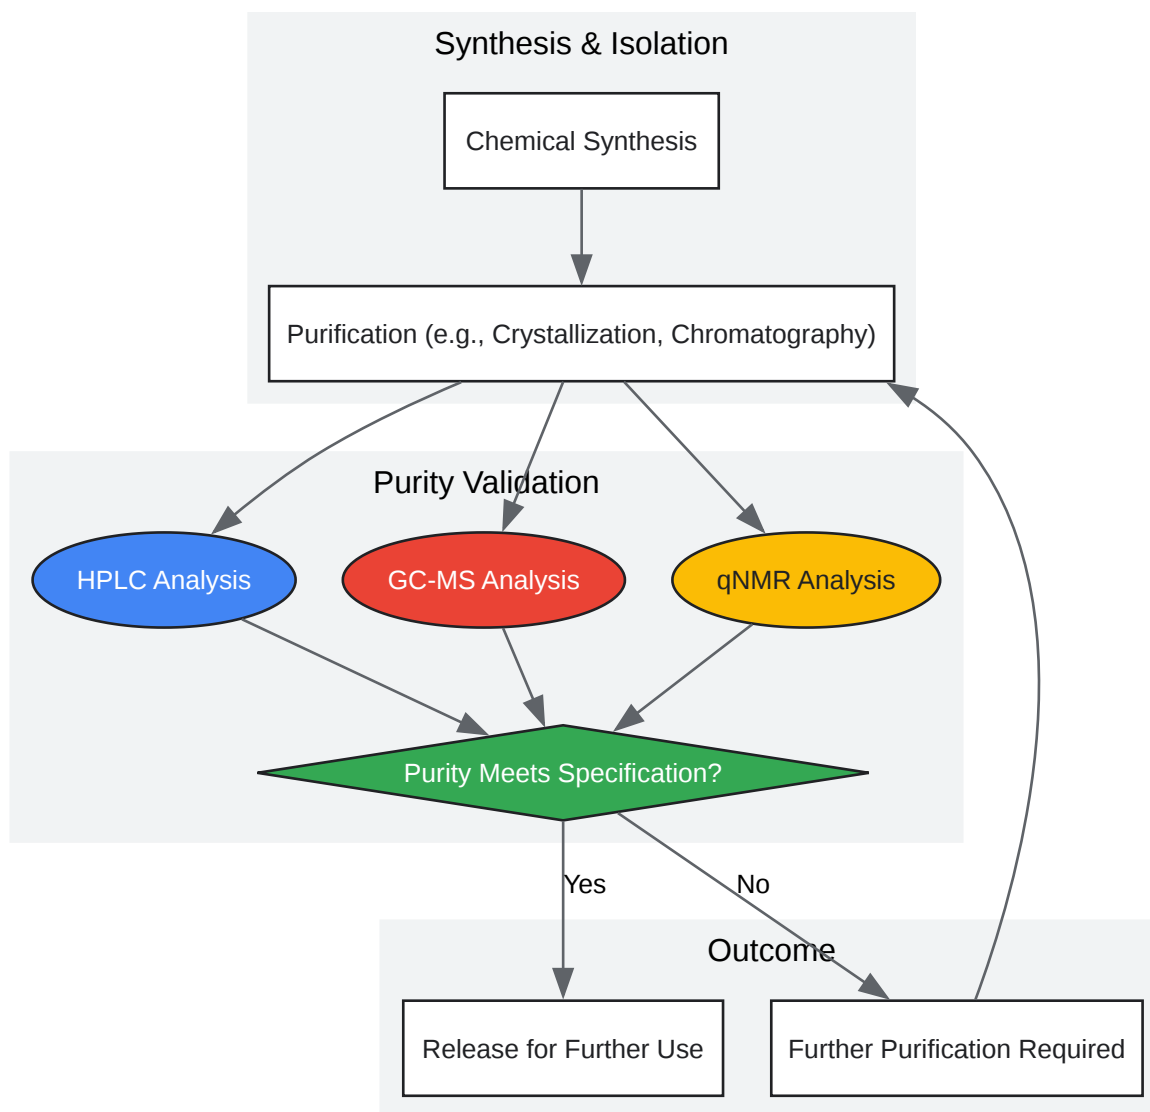 Synthesis & Isolation
Chemical Synthesis
Purification (e.g., Crystallization, Chromatography)
Purity Validation
HPLC Analysis
GC-MS Analysis
qNMR Analysis
Purity Meets Specification?
Yes
No
Outcome
Release for Further Use
Further Purification Required